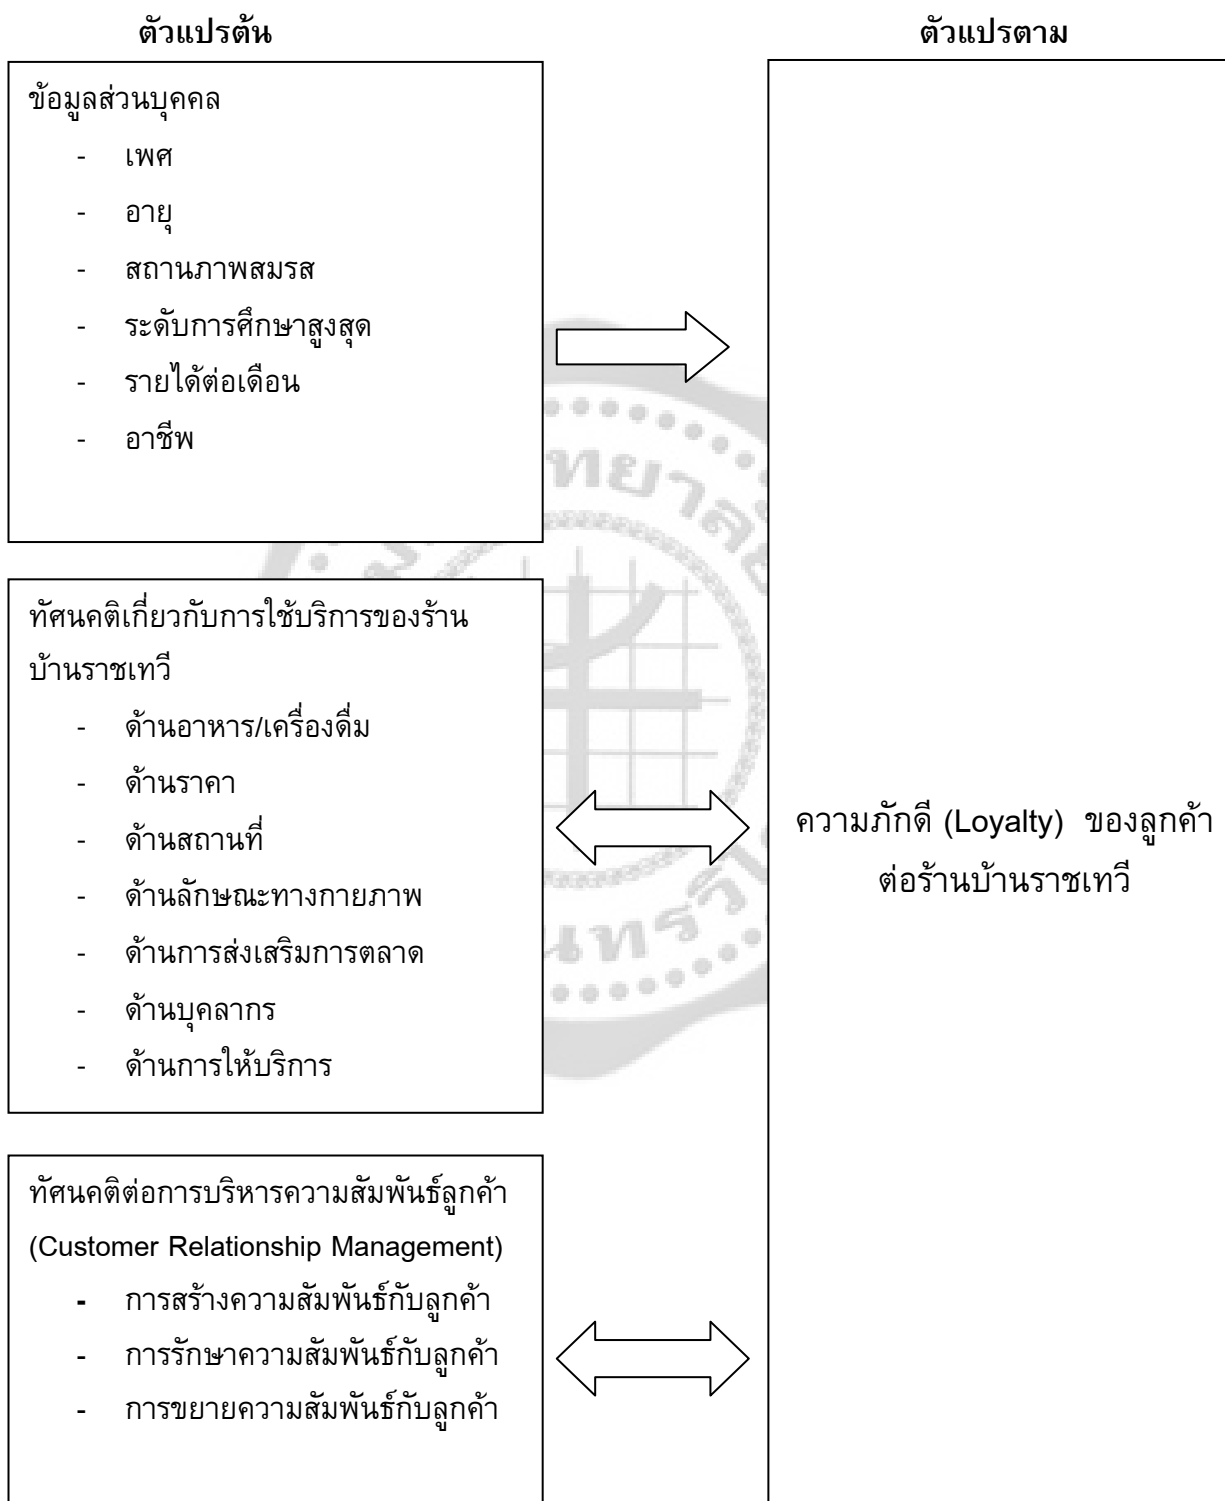 ตัวแปรต้น
ตัวแปรตาม
ข้อมูลส่วนบุคคล
- เพศ
- อายุ
- สถานภาพสมรส
- ระดับการศึกษาสูงสุด
- รายได้ต่อเดือน
- อาชีพ
ทัศนคติเกี่ยวกับการใช้บริการของร้าน
บ้านราชเทวี
- ด้านอาหาร/เครื่องดื่ม
- ด้านราคา
- ด้านสถานที่
- ด้านลักษณะทางกายภาพ
- ด้านการส่งเสริมการตลาด
- ด้านบุคลากร
- ด้านการให้บริการ
ทัศนคติต่อการบริหารความสัมพันธ์ลูกค้า
(Customer Relationship Management)
- การสร้างความสัมพันธ์กับลูกค้า
- การรักษาความสัมพันธ์กับลูกค้า
- การขยายความสัมพันธ์กับลูกค้า
ความภักดี (Loyalty) ของลูกค้า
ต่อร้านบ้านราชเทวี